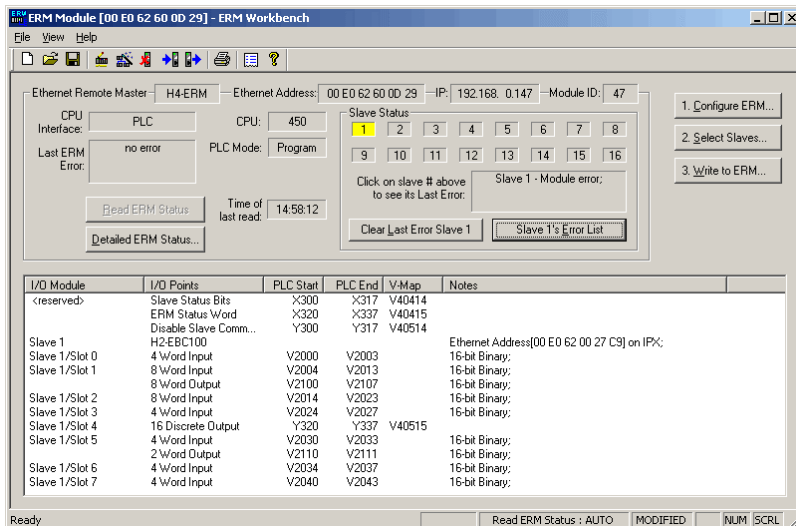 ERM Module [00 E0 62 60 0D 29] - ERM Workbench
File View Help
Ethernet Remote Master H4-ERM Ethernet Address: 00 E0 62 60 0D 29 IP: 192.168. 0.147 Module ID: 47
CPU Interface: PLC CPU: 450
Last ERM Error: no error PLC Mode: Program
Read ERM Status Time of last read: 14:58:12
Detailed ERM Status...
Slave Status
1 2 3 4 5 6 7 8
9 10 11 12 13 14 15 16
Click on slave # above to see its Last Error: Slave 1 - Module error;
Clear Last Error Slave 1 Slave 1's Error List
1. Configure ERM...
2. Select Slaves...
3. Write to ERM...
I/O Module I/O Points PLC Start PLC End V-Map Notes
<reserved> Slave Status Bits X300 X317 V40414
ERM Status Word X320 X337 V40415
Disable Slave Comm... Y300 Y317 V40514
Slave 1 H2-EBC100 Ethernet Address[00 E0 62 00 27 C9] on IPX;
Slave 1/Slot 0 4 Word Input V2000 V2003 16-bit Binary;
Slave 1/Slot 1 8 Word Input V2004 V2013 16-bit Binary;
8 Word Output V2100 V2107 16-bit Binary;
Slave 1/Slot 2 8 Word Input V2014 V2023 16-bit Binary;
Slave 1/Slot 3 4 Word Input V2024 V2027 16-bit Binary;
Slave 1/Slot 4 16 Discrete Output Y320 Y337 V40515
Slave 1/Slot 5 4 Word Input V2030 V2033 16-bit Binary;
2 Word Output V2110 V2111 16-bit Binary;
Slave 1/Slot 6 4 Word Input V2034 V2037 16-bit Binary;
Slave 1/Slot 7 4 Word Input V2040 V2043 16-bit Binary;
Ready Read ERM Status : AUTO MODIFIED NUM SCRL